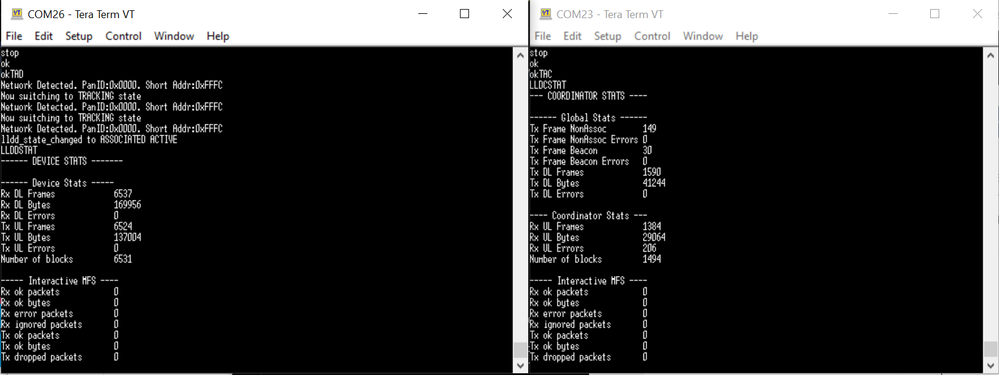 COM26 - Tera Term VT
File Edit Setup Control Window Help
stop
ok
okTAD
Network Detected. PanID:0x0000. Short Addr:0xFFFC
Now switching to TRACKING state
Network Detected. PanID:0x0000. Short Addr:0xFFFC
Now switching to TRACKING state
Network Detected. PanID:0x0000. Short Addr:0xFFFC
lldd_state_changed to ASSOCIATED ACTIVE
LLDDSTAT
------ DEVICE STATS -------
------ Device Stats -----
Rx DL Frames 6537
Rx DL Bytes 169956
Rx DL Errors 0
Tx UL Frames 6524
Tx UL Bytes 137004
Tx UL Errors 0
Number of blocks 6531
----- Interactive MFS ----
Rx ok packets 0
Rx ok bytes 0
Rx error packets 0
Rx ignored packets 0
Tx ok packets 0
Tx ok bytes 0
Tx dropped packets 0
COM23 - Tera Term VT
File Edit Setup Control Window Help
stop
ok
okTAC
LLDCSTAT
--- COORDINATOR STATS ----
------ Global Stats ------
Tx Frame NonAssoc 149
Tx Frame NonAssoc Errors 0
Tx Frame Beacon 30
Tx Frame Beacon Errors 0
Tx DL Frames 1590
Tx DL Bytes 41244
Tx DL Errors 0
---- Coordinator Stats ---
Rx UL Frames 1384
Rx UL Bytes 29064
Rx UL Errors 206
Number of blocks 1494
----- Interactive MFS ----
Rx ok packets 0
Rx ok bytes 0
Rx error packets 0
Rx ignored packets 0
Tx ok packets 0
Tx ok bytes 0
Tx dropped packets 0